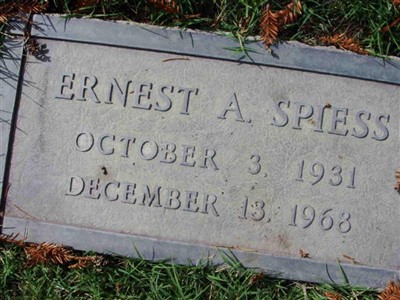 ERNEST A. SPIESS
OCTOBER 3, 1931
DECEMBER 13, 1968